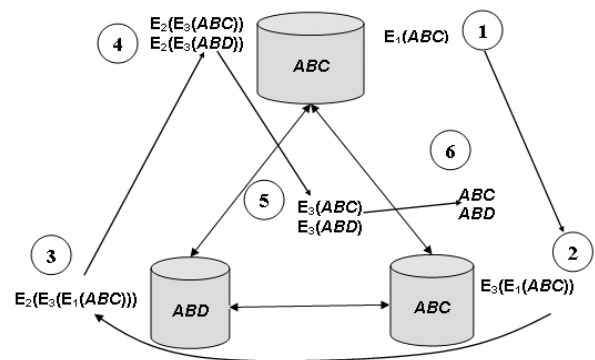 E₂(E₃(ABC))
E₂(E₃(ABD))
4
ABC
E₁(ABC)
1
6
5
E₃(ABC)
E₃(ABD)
ABC
ABD
3
2
E₂(E₃(E₁(ABC)))
ABD
ABC
E₃(E₁(ABC))